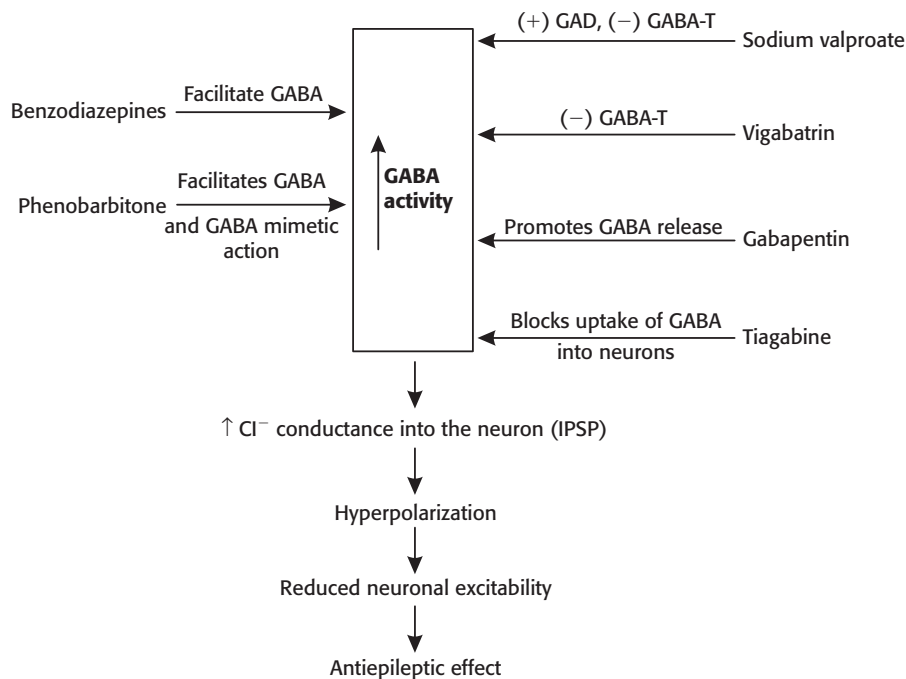 (+) GAD, (−) GABA-T
Sodium valproate
Facilitate GABA
Benzodiazepines
(−) GABA-T
Vigabatrin
GABA
activity
Facilitates GABA
Phenobarbitone
and GABA mimetic
action
Promotes GABA release
Gabapentin
Blocks uptake of GABA
into neurons
Tiagabine
↑ CI⁻ conductance into the neuron (IPSP)
Hyperpolarization
Reduced neuronal excitability
Antiepileptic effect